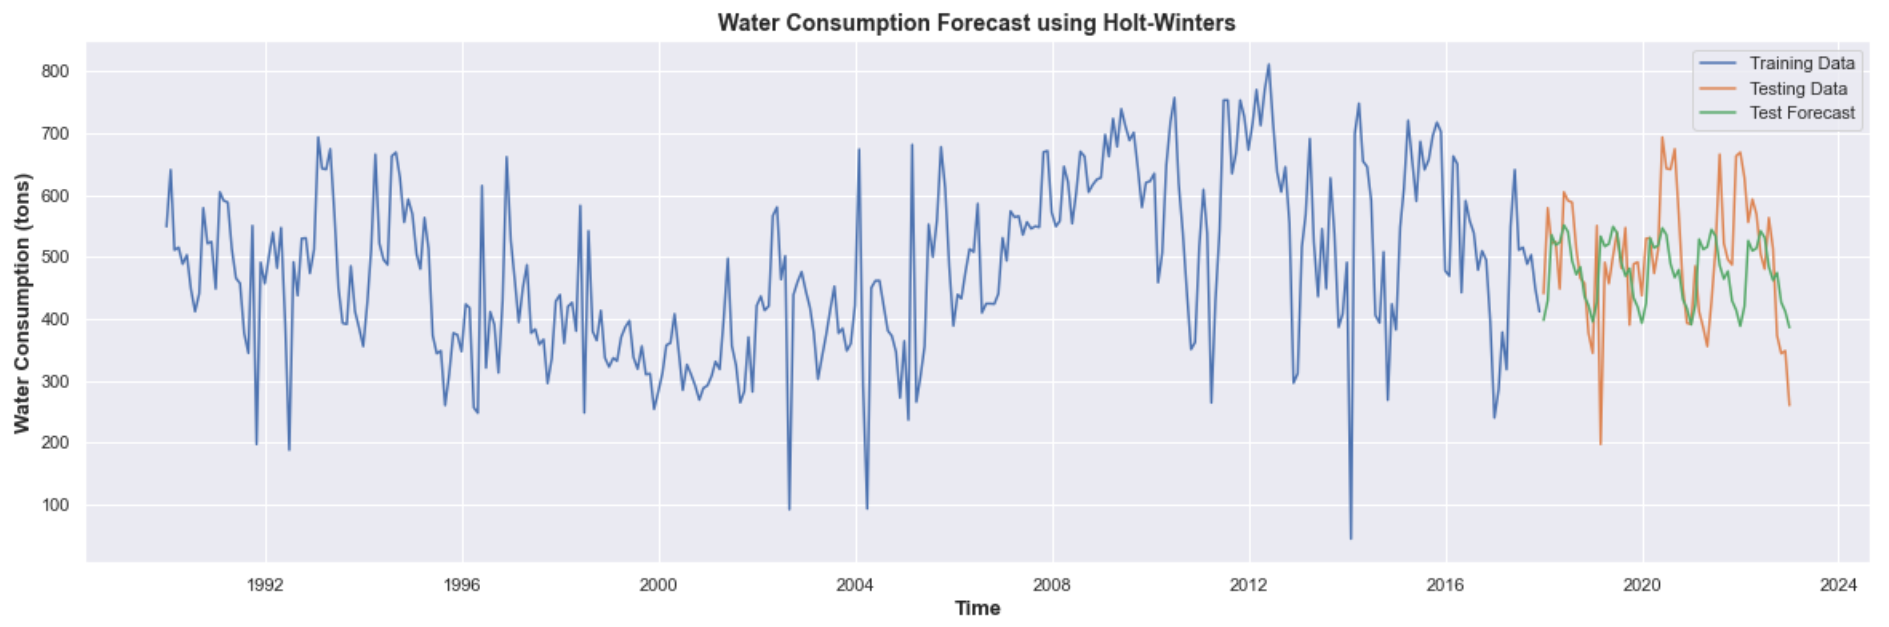 Water Consumption Forecast using Holt-Winters
Training Data
Testing Data
Test Forecast
800
700
600
500
400
300
200
100
Water Consumption (tons)
1992 1996 2000 2004 2008 2012 2016 2020 2024
Time